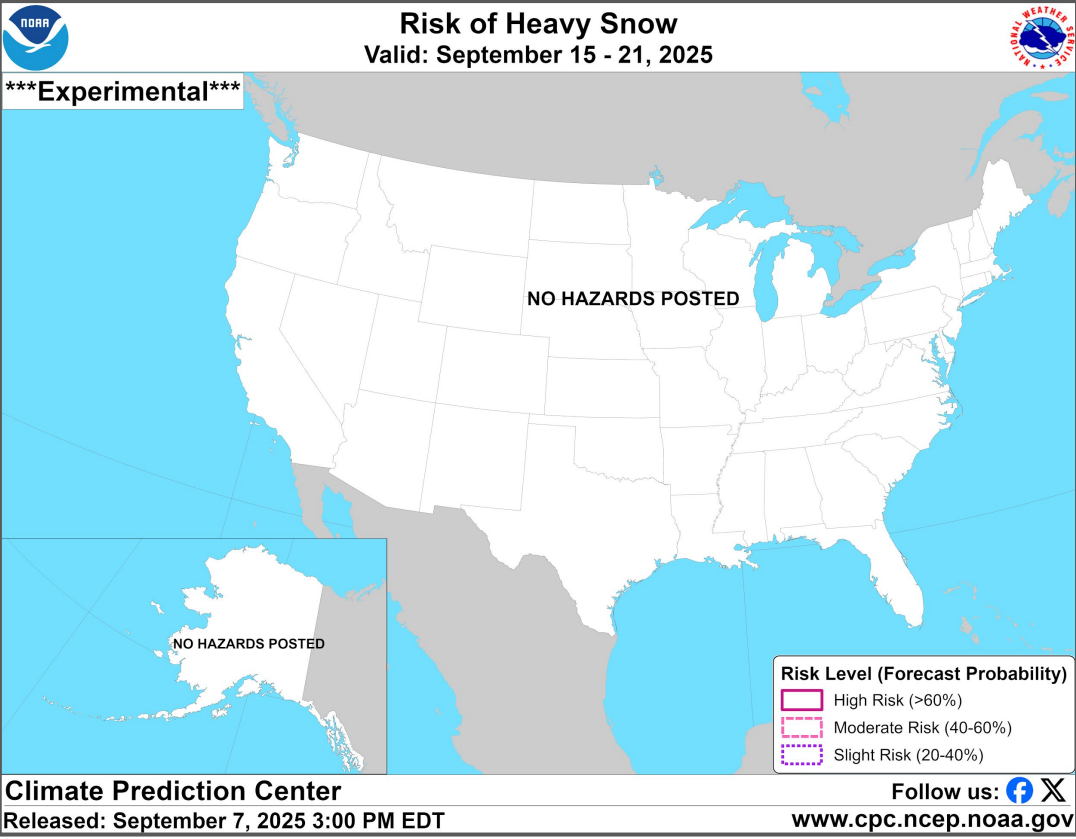 NOAA
Risk of Heavy Snow
Valid: September 15 - 21, 2025
NATIONAL WEATHER SERVICE
***Experimental***
NO HAZARDS POSTED
NO HAZARDS POSTED
Risk Level (Forecast Probability)
High Risk (>60%)
Moderate Risk (40-60%)
Slight Risk (20-40%)
Climate Prediction Center
Follow us:
Released: September 7, 2025 3:00 PM EDT
www.cpc.ncep.noaa.gov